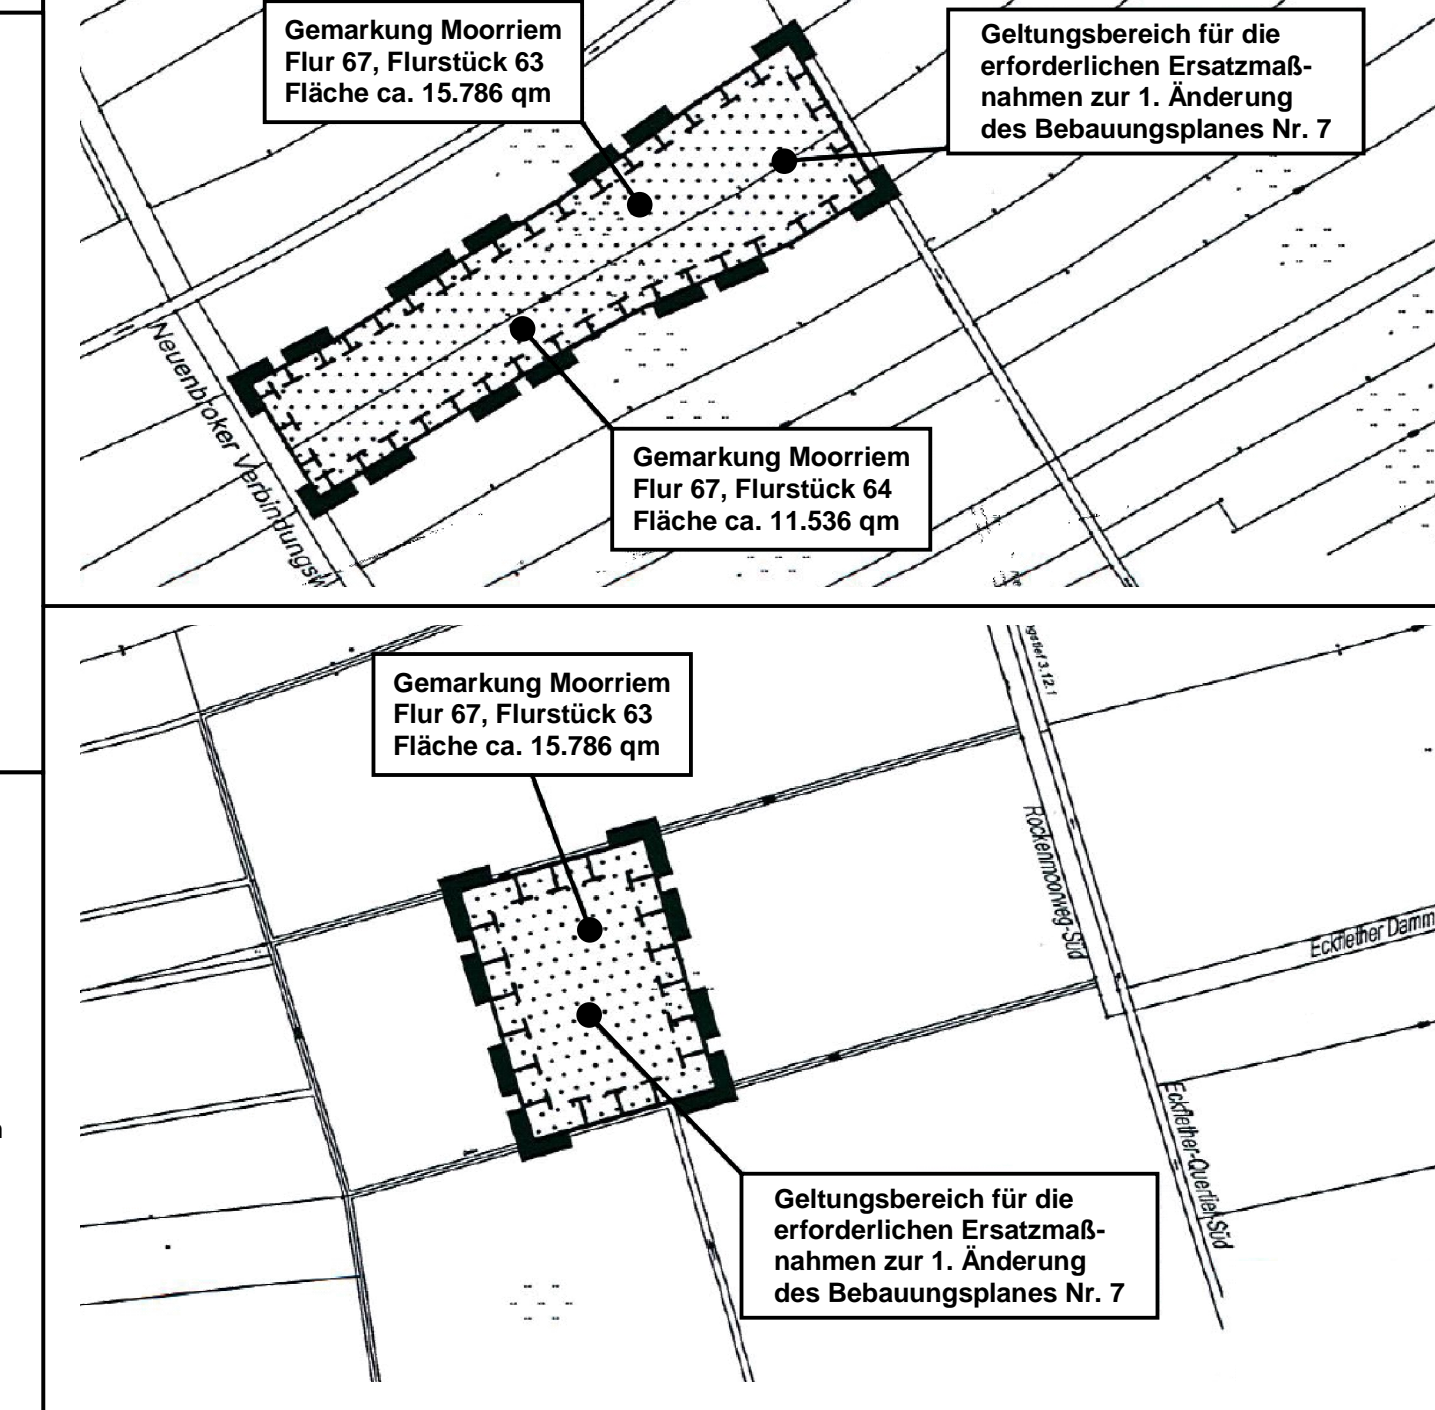 Gemarkung Moorriem
Flur 67, Flurstück 63
Fläche ca. 15.786 qm
Geltungsbereich für die
erforderlichen Ersatzmaß-
nahmen zur 1. Änderung
des Bebauungsplanes Nr. 7
Neuenbroker Verbindungsw
Gemarkung Moorriem
Flur 67, Flurstück 64
Fläche ca. 11.536 qm
Gemarkung Moorriem
Flur 67, Flurstück 63
Fläche ca. 15.786 qm
3.12.1
Rockenmoorweg-Süd
Eckflether Damm
Eckflether-Quertief-Süd
Geltungsbereich für die
erforderlichen Ersatzmaß-
nahmen zur 1. Änderung
des Bebauungsplanes Nr. 7